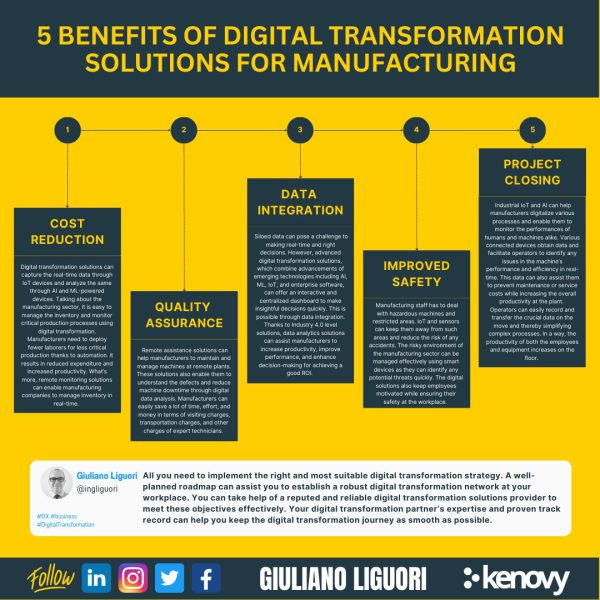 5 BENEFITS OF DIGITAL TRANSFORMATION
SOLUTIONS FOR MANUFACTURING
1
2
3
4
5
COST
REDUCTION
Digital transformation solutions can
capture the real-time data through
IoT devices and analyze the same
through AI and ML-powered
devices. Talking about the
manufacturing sector, it is easy to
manage the inventory and monitor
critical production processes using
digital transformation.
Manufacturers need to deploy
fewer laborers for less critical
production thanks to automation. It
results in reduced expenditure and
increased productivity. What's
more, remote monitoring solutions
can enable manufacturing
companies to manage inventory in
real-time.
QUALITY
ASSURANCE
Remote assistance solutions can
help manufacturers to maintain and
manage machines at remote plants.
These solutions also enable them to
understand the defects and reduce
machine downtime through digital
data analysis. Manufacturers can
easily save a lot of time, effort, and
money in terms of visiting charges,
transportation charges, and other
charges of expert technicians.
DATA
INTEGRATION
Siloed data can pose a challenge to
making real-time and right
decisions. However, advanced
digital transformation solutions,
which combine advancements of
emerging technologies including AI,
ML, IoT, and enterprise software,
can offer an interactive and
centralized dashboard to make
insightful decisions quickly. This is
possible through data integration.
Thanks to Industry 4.0 level
solutions, data analytics solutions
can assist manufacturers to
increase productivity, improve
performance, and enhance
decision-making for achieving a
good ROI.
IMPROVED
SAFETY
Manufacturing staff has to deal
with hazardous machines and
restricted areas. IoT and sensors
can keep them away from such
areas and reduce the risk of any
accidents. The risky environment of
the manufacturing sector can be
managed effectively using smart
devices as they can identify any
potential threats quickly. The digital
solutions also keep employees
motivated while ensuring their
safety at the workplace.
PROJECT
CLOSING
Industrial IoT and AI can help
manufacturers digitalize various
processes and enable them to
monitor the performances of
humans and machines alike. Various
connected devices obtain data and
facilitate operators to identify any
issues in the machine's
performance and efficiency in real-
time. This data can also assist them
to prevent maintenance or service
costs while increasing the overall
productivity at the plant.
Operators can easily record and
transfer the crucial data on the
move and thereby simplifying
complex processes. In a way, the
productivity of both the employees
and equipment increases on the
floor.
Giuliano Liguori
@ingliguori
#DX #business
#DigitalTransformation
All you need to implement the right and most suitable digital transformation strategy. A well-
planned roadmap can assist you to establish a robust digital transformation network at your
workplace. You can take help of a reputed and reliable digital transformation solutions provider to
meet these objectives effectively. Your digital transformation partner's expertise and proven track
record can help you keep the digital transformation journey as smooth as possible.
Follow in f GIULIANO LIGUORI kenovy